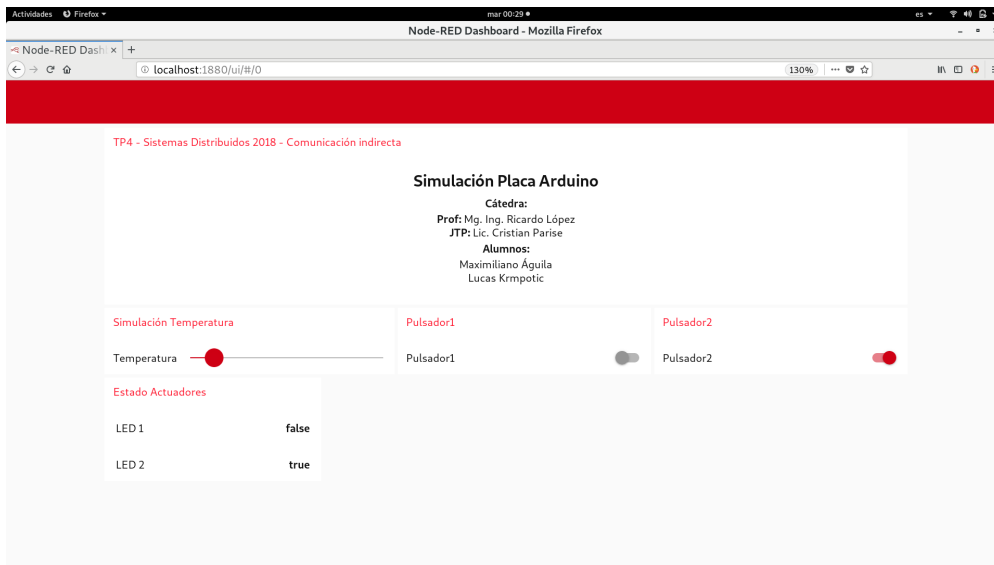 Actividades Firefox mar 00:29 es
Node-RED Dashboard - Mozilla Firefox
Node-RED Dash
localhost:1880/ui/#/0 130%
TP4 - Sistemas Distribuidos 2018 - Comunicación indirecta
Simulación Placa Arduino
Cátedra:
Prof: Mg. Ing. Ricardo López
JTP: Lic. Cristian Parise
Alumnos:
Maximiliano Águila
Lucas Krmpotic
Simulación Temperatura
Temperatura
Pulsador1
Pulsador1
Pulsador2
Pulsador2
Estado Actuadores
LED 1 false
LED 2 true